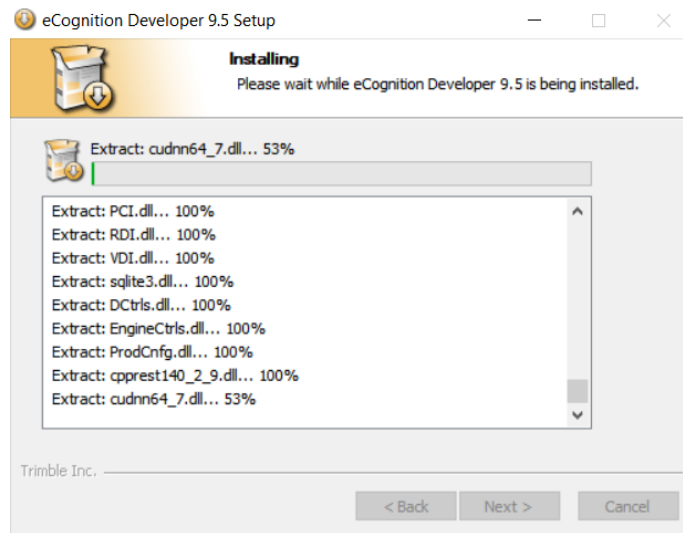 eCognition Developer 9.5 Setup
Installing
Please wait while eCognition Developer 9.5 is being installed.
Extract: cudnn64_7.dll... 53%
Extract: PCI.dll... 100%
Extract: RDI.dll... 100%
Extract: VDI.dll... 100%
Extract: sqlite3.dll... 100%
Extract: DCtrls.dll... 100%
Extract: EngineCtrls.dll... 100%
Extract: ProdCnfg.dll... 100%
Extract: cpprest140_2_9.dll... 100%
Extract: cudnn64_7.dll... 53%
Trimble Inc.
< Back Next > Cancel